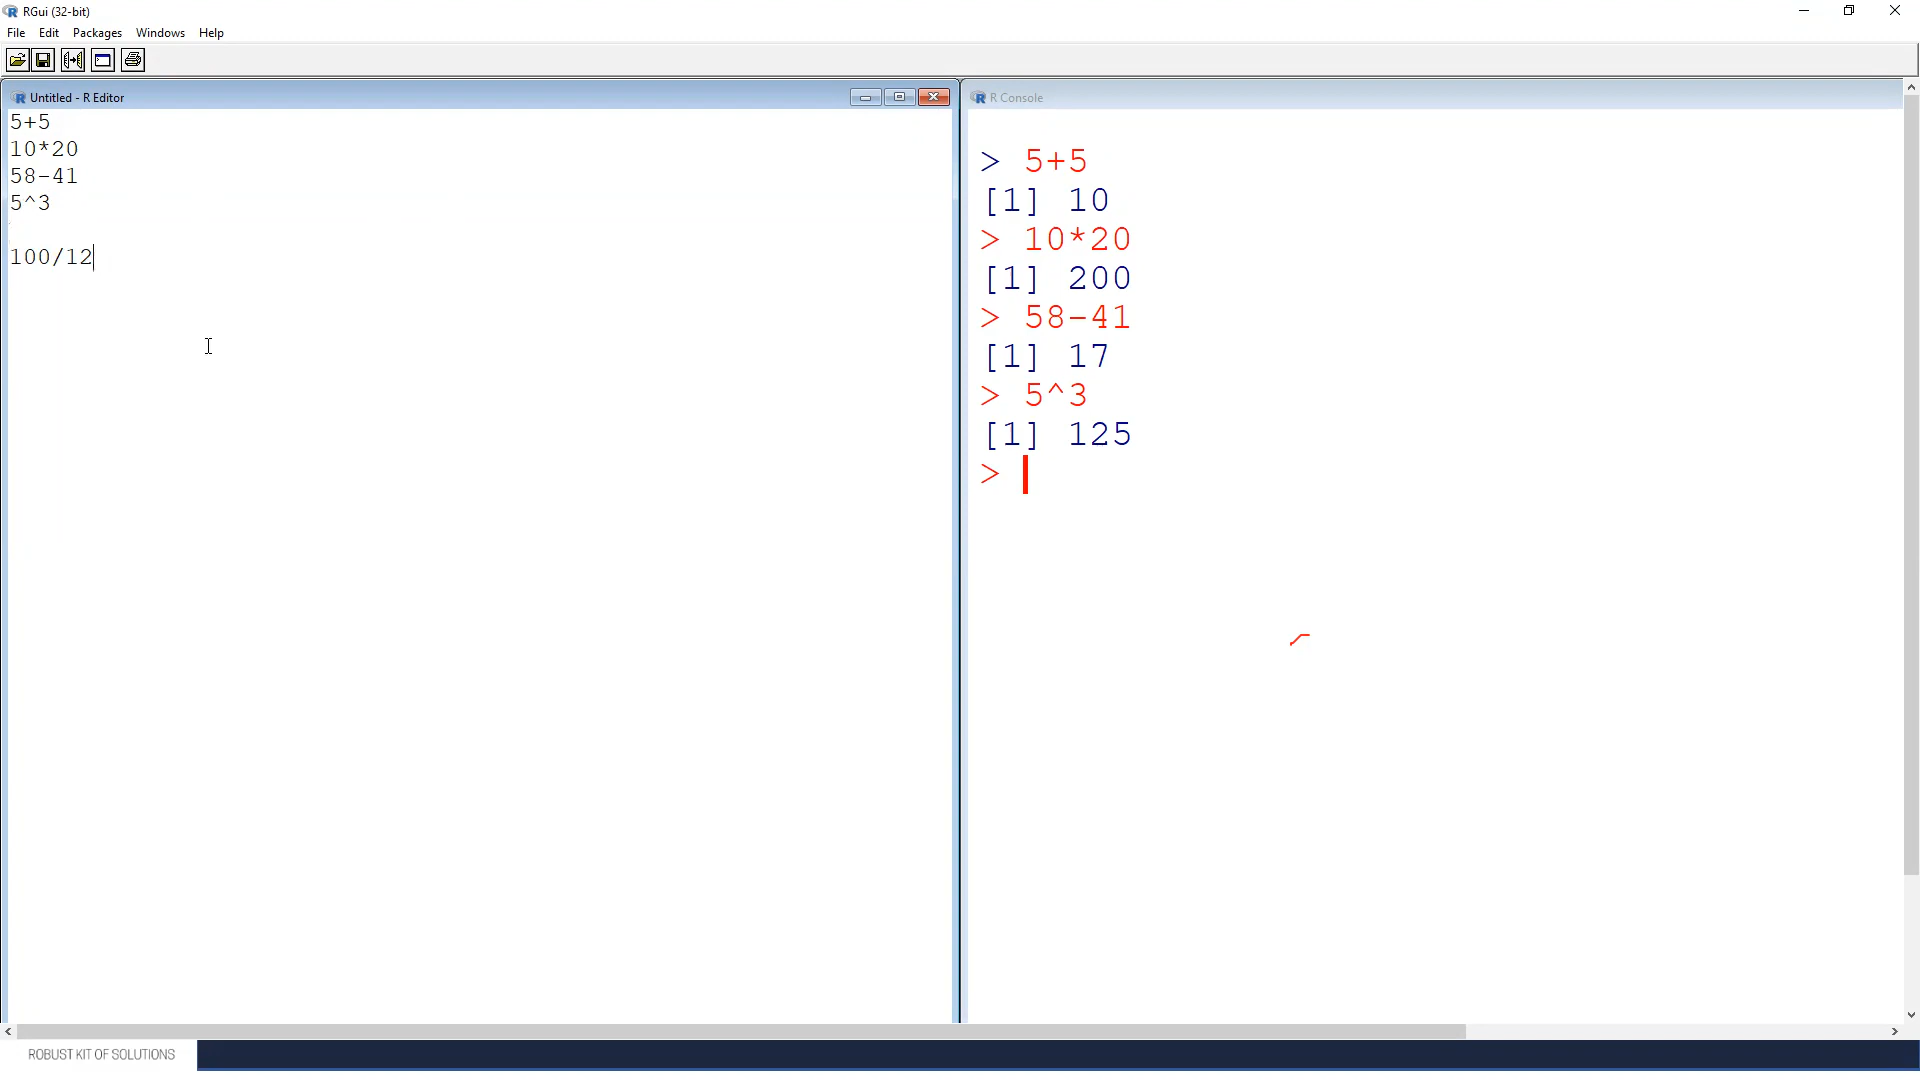 RGui (32-bit)
File Edit Packages Windows Help
Untitled - R Editor
5+5
10*20
58-41
5^3
100/12
R Console
> 5+5
[1] 10
> 10*20
[1] 200
> 58-41
[1] 17
> 5^3
[1] 125
>
ROBUST KIT OF SOLUTIONS